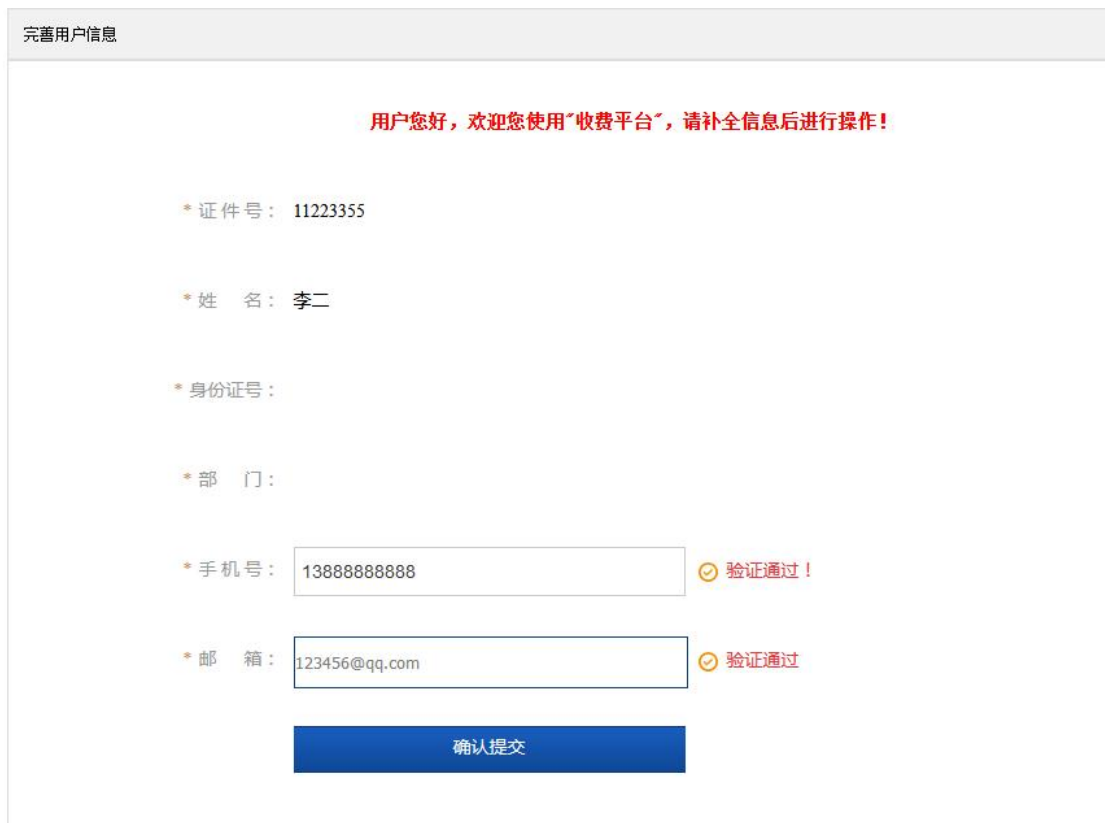 完善用户信息
用户您好，欢迎您使用"收费平台"，请补全信息后进行操作！
* 证件号： 11223355
* 姓 名： 李二
* 身份证号：
* 部 门：
* 手机号： 13888888888 验证通过！
* 邮 箱： 123456@qq.com 验证通过
确认提交